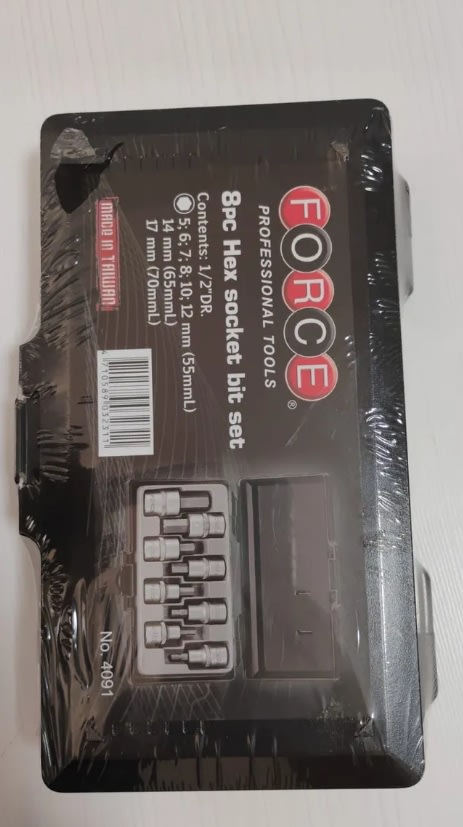 FORCE®
PROFESSIONAL TOOLS
8pc Hex socket bit set
Contents: 1/2"DR.
5; 6; 7; 8; 10; 12 mm (55mmL)
14 mm (65mmL)
17 mm (70mmL)
MADE IN TAIWAN
4710589032311
No. 4091